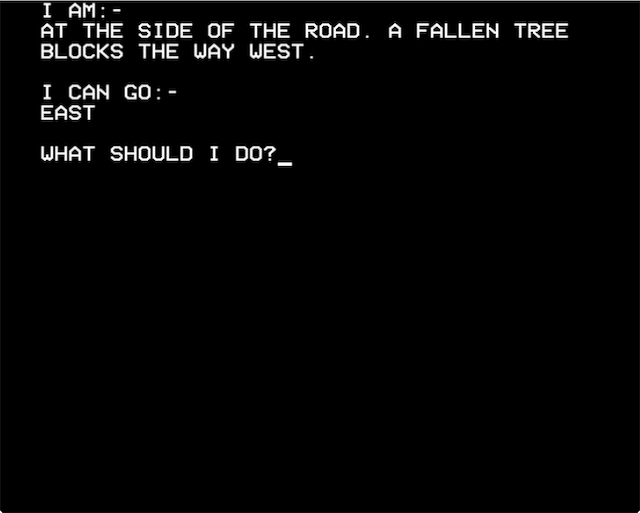 I AM:-
AT THE SIDE OF THE ROAD. A FALLEN TREE
BLOCKS THE WAY WEST.
I CAN GO:-
EAST
WHAT SHOULD I DO?_